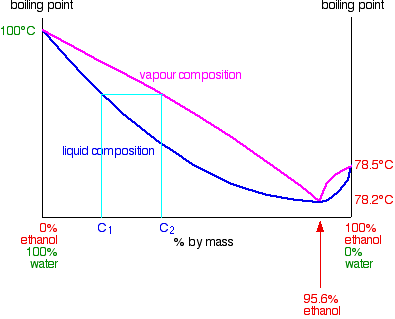 boiling point
boiling point
100°C
vapour composition
liquid composition
78.5°C
78.2°C
0%
ethanol
100%
water
C1
C2
% by mass
100%
ethanol
0%
water
95.6%
ethanol